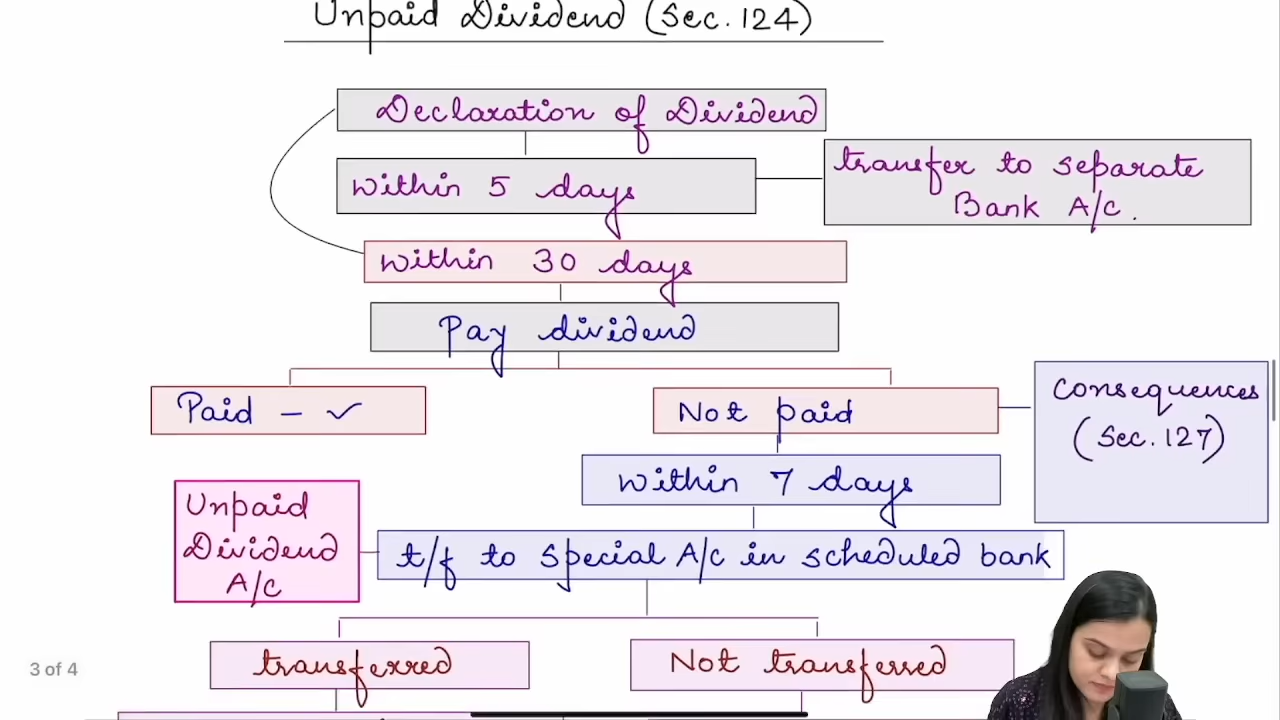 Unpaid Dividend (Sec. 124)
Declaration of Dividend
within 5 days
transfer to separate
Bank A/c.
within 30 days
Pay dividend
Paid - ✓
Not paid
Consequences
(Sec. 127)
within 7 days
Unpaid
Dividend
A/c
t/f to special A/c in scheduled bank
transferred
Not transferred
3 of 4